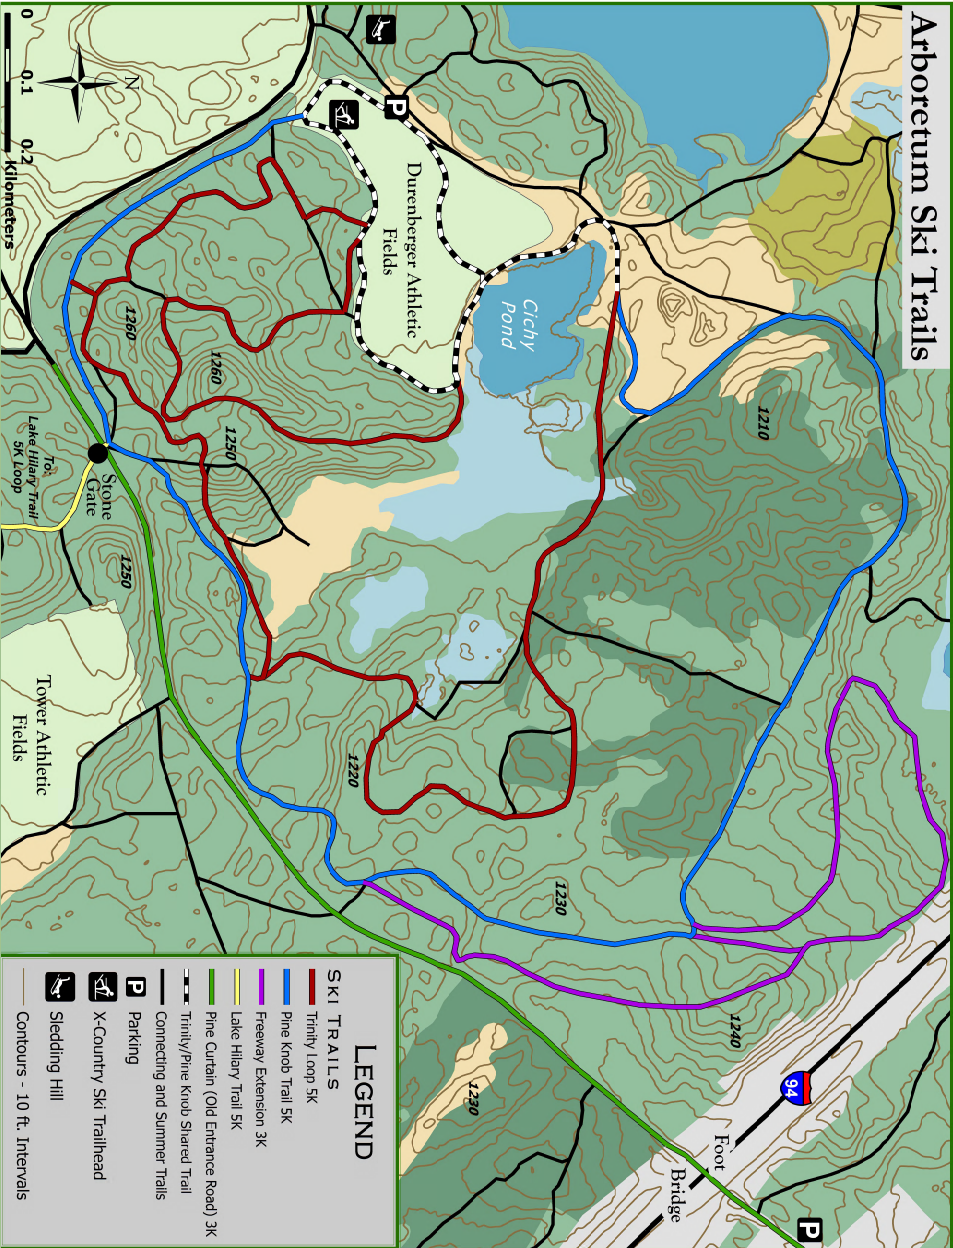 Arboretum Ski Trails
Durenberger Athletic
Fields
Cichy
Pond
P
1210
1260
1260
1250
1250
Stone
Gate
To:
Lake Hilary Trail
5K Loop
Tower Athletic
Fields
1220
1230
1240
1230
94
Foot
Bridge
P
N
0
0.1
0.2
Kilometers
LEGEND
SKI TRAILS
Trinity Loop 5K
Pine Knob Trail 5K
Freeway Extension 3K
Lake Hilary Trail 5K
Pine Curtain (Old Entrance Road) 3K
Trinity/Pine Knob Shared Trail
Connecting and Summer Trails
P Parking
X-Country Ski Trailhead
Sledding Hill
Contours - 10 ft. Intervals